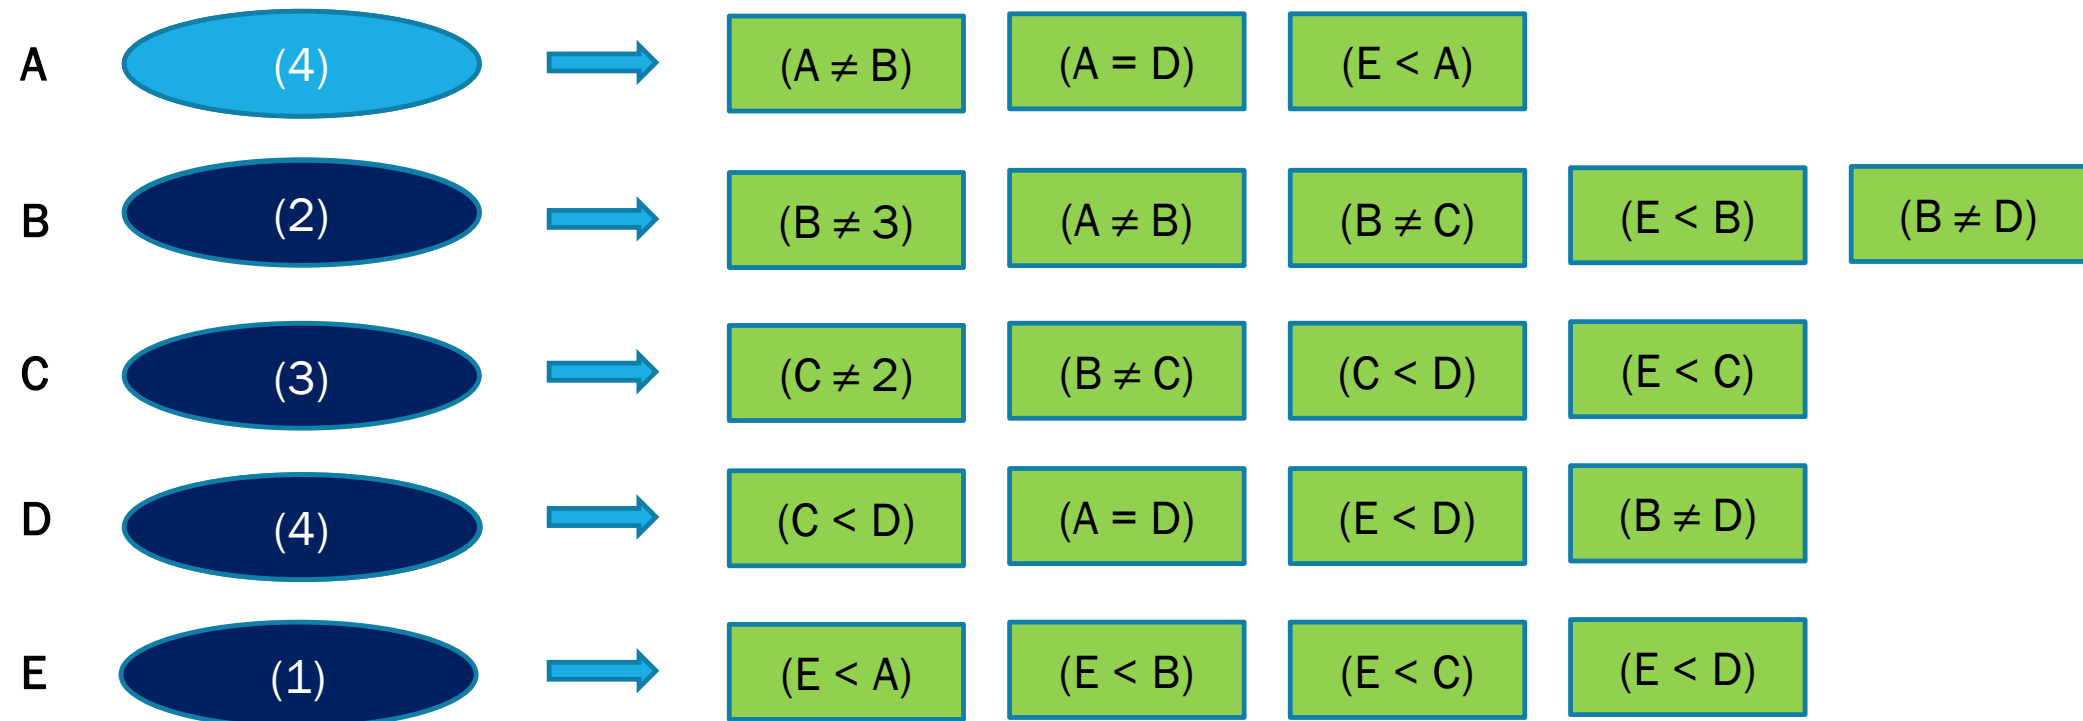 A (4) (A ≠ B) (A = D) (E < A)
B (2) (B ≠ 3) (A ≠ B) (B ≠ C) (E < B) (B ≠ D)
C (3) (C ≠ 2) (B ≠ C) (C < D) (E < C)
D (4) (C < D) (A = D) (E < D) (B ≠ D)
E (1) (E < A) (E < B) (E < C) (E < D)